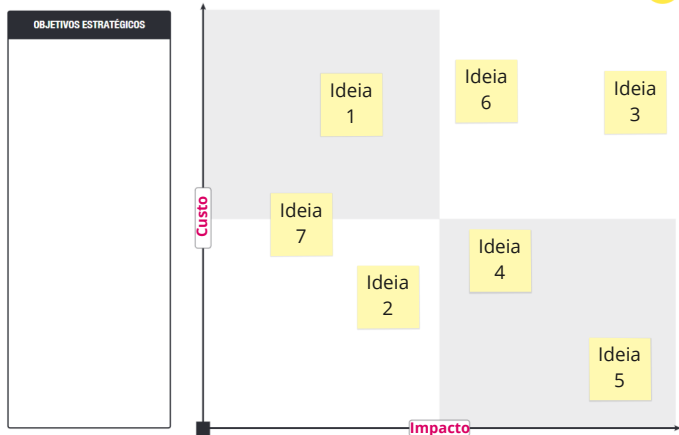 OBJETIVOS ESTRATÉGICOS
Ideia
1
Ideia
6
Ideia
3
Custo
Ideia
7
Ideia
4
Ideia
2
Ideia
5
Impacto